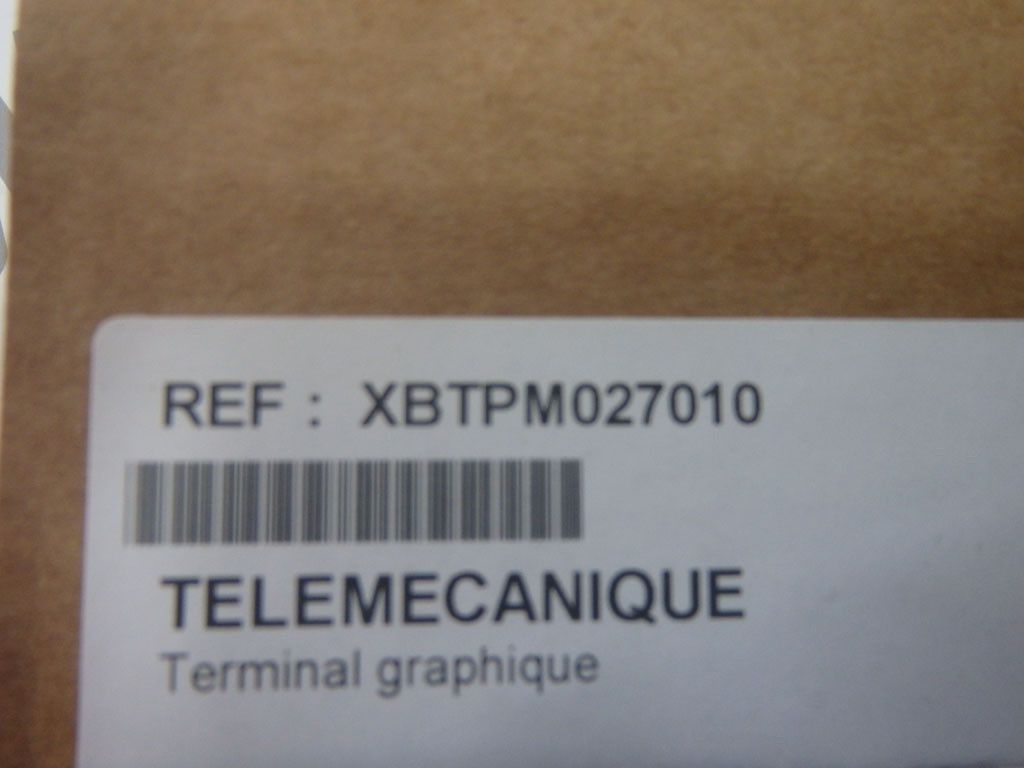 REF : XBTPM027010
TELEMECANIQUE
Terminal graphique